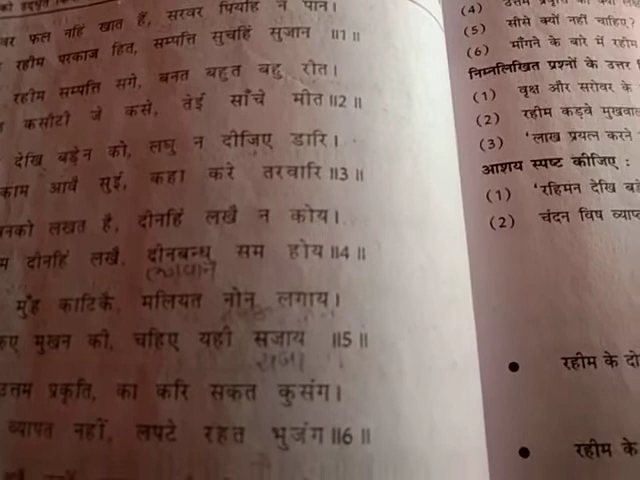 फल नहिं खात हैं, सरवर पियहि न पान।
रहीम परकाज हित, सम्पत्ति सुचहिं सुजान ॥1॥
रहीम सम्पत्ति सगे, बनत बहुत बहु रीत।
कसौटी जे कसे, तेई साँचे मीत ॥2॥
देखि बड़ेन को, लघु न दीजिए डारि।
काम आवै सुई, कहा करे तरवारि ॥3॥
लखत है, दीनहिं लखै न कोय।
दीनहिं लखै, दीनबन्धु सम होय ॥4॥
भगवान
मुँह काटिकै, मलियत नोन लगाय।
मुखन की, चहिए यही सजाय ॥5॥
सजा
उत्तम प्रकृति, का करि सकत कुसंग।
व्यापत नहीं, लपटे रहत भुजंग ॥6॥
(4)
(5) सीसे क्यों नहीं चाहिए?
(6) माँगने के बारे में रहीम
निम्नलिखित प्रश्नों के उत्तर
(1) वृक्ष और सरोवर के
(2) रहीम कड़वे मुखवाल
(3) 'लाख प्रयत्न करने
आशय स्पष्ट कीजिए :
(1) 'रहिमन देखि बड़े
(2) चंदन विष व्याप
• रहीम के दो
• रहीम के